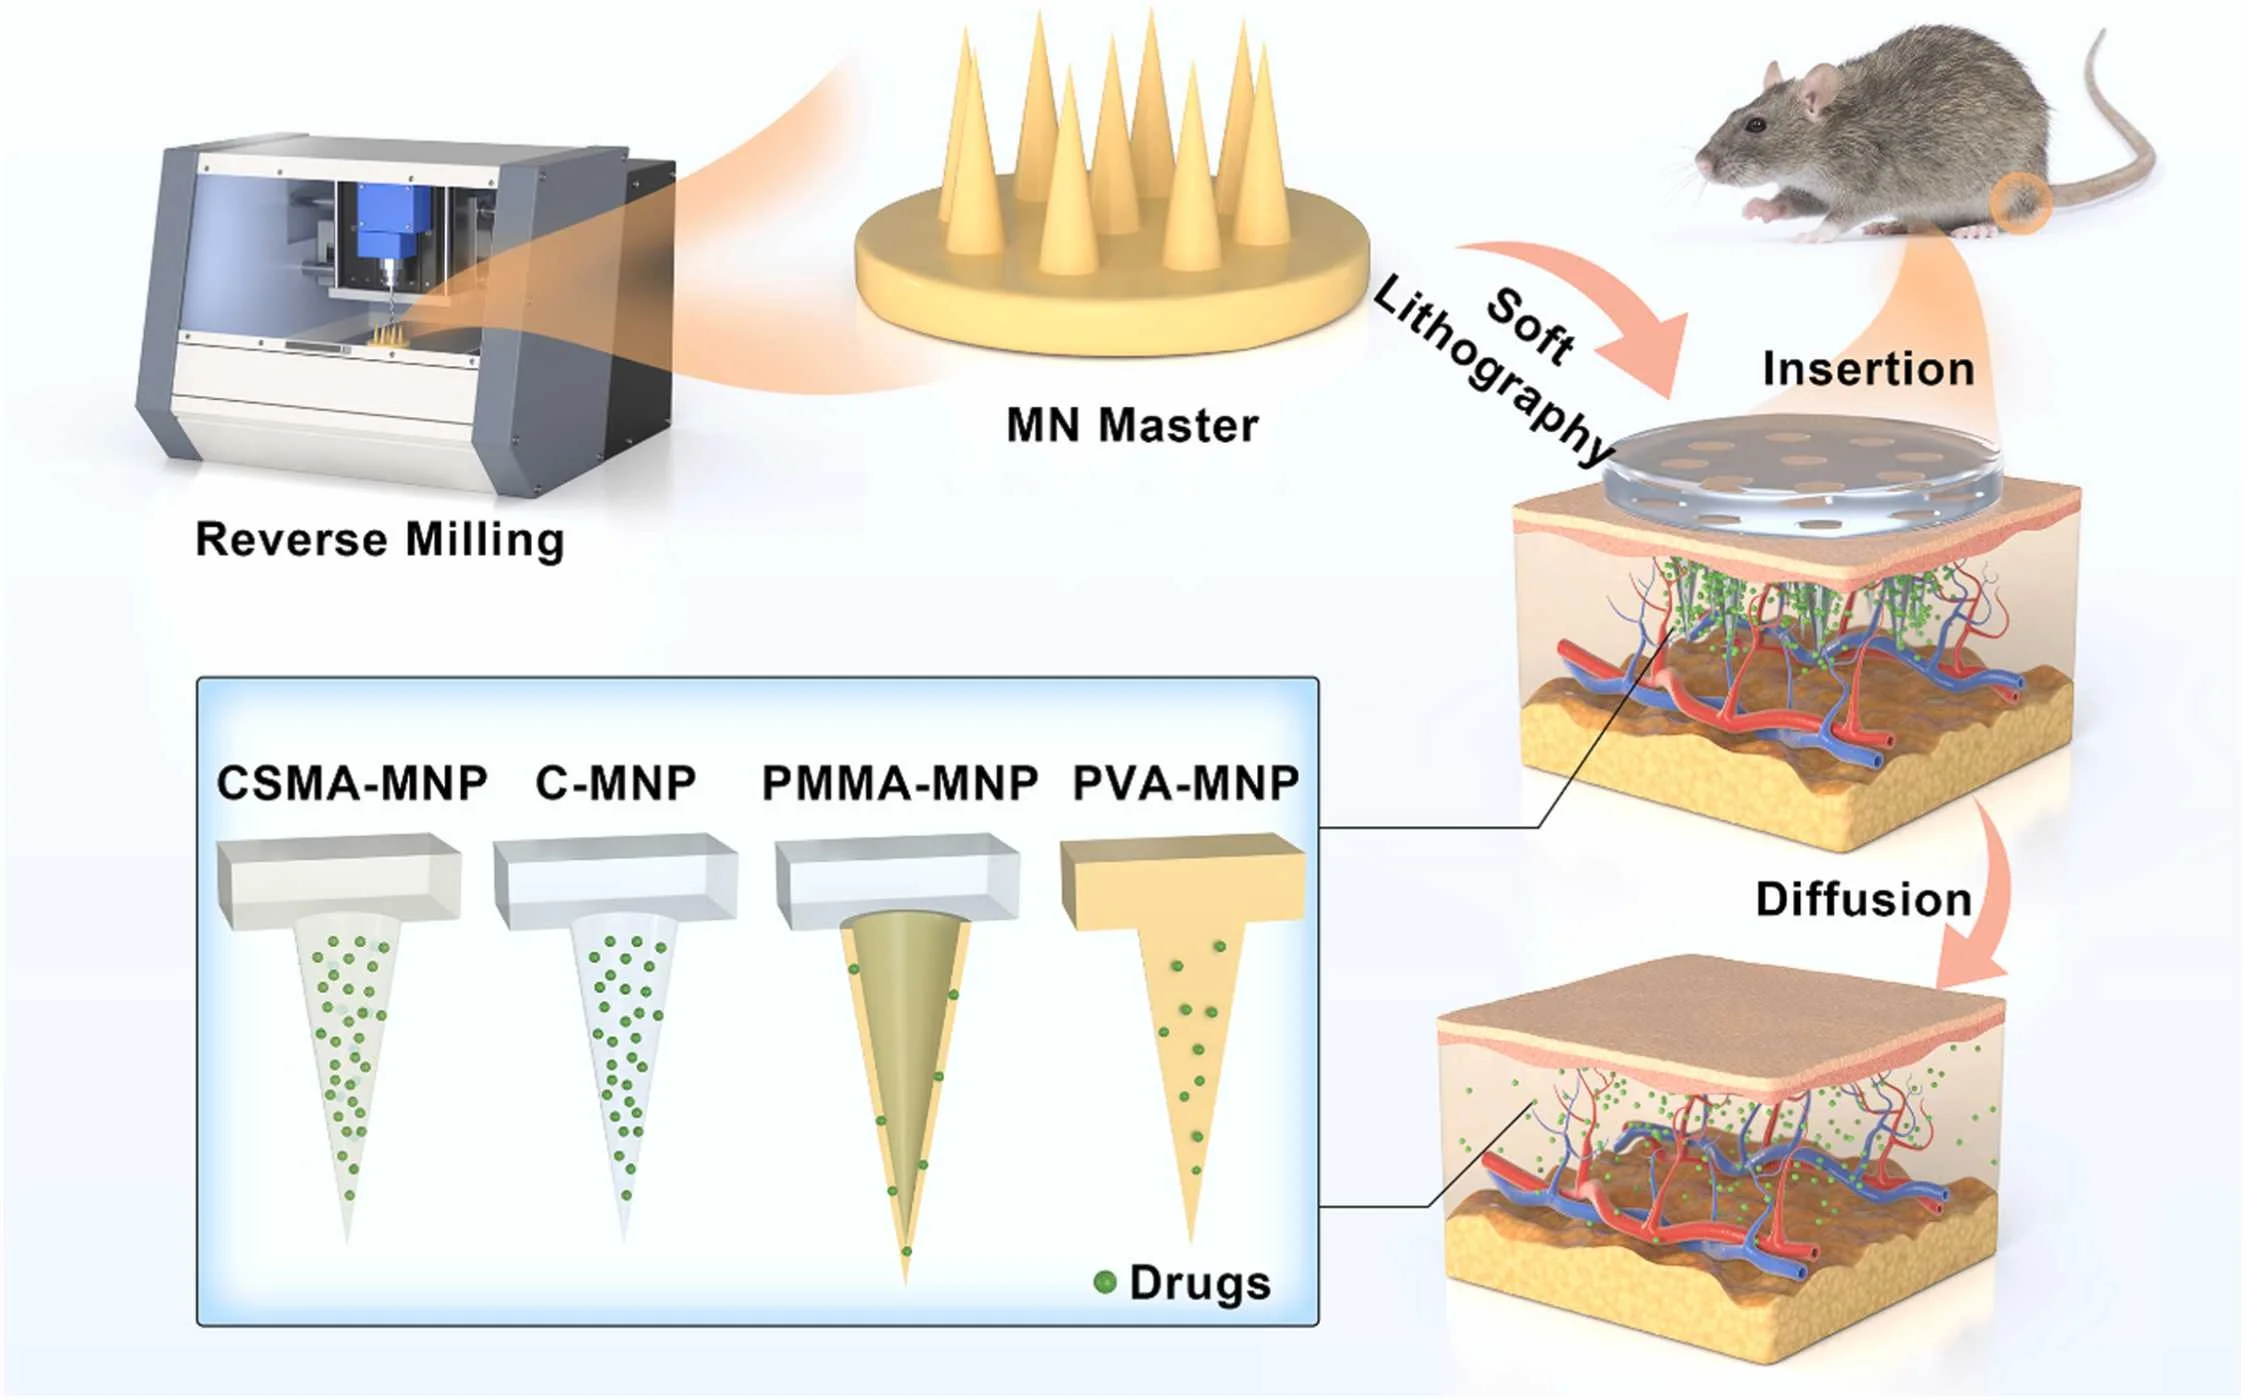 MN Master
Soft
Lithography
Insertion
Reverse Milling
CSMA-MNP
C-MNP
PMMA-MNP
PVA-MNP
Diffusion
Drugs